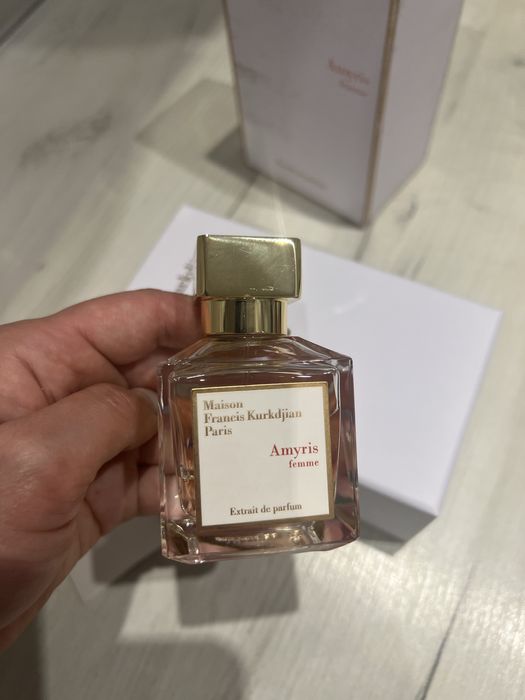 Amyris
femme
Maison
Francis Kurkdjian
Paris
Amyris
femme
Extrait de parfum